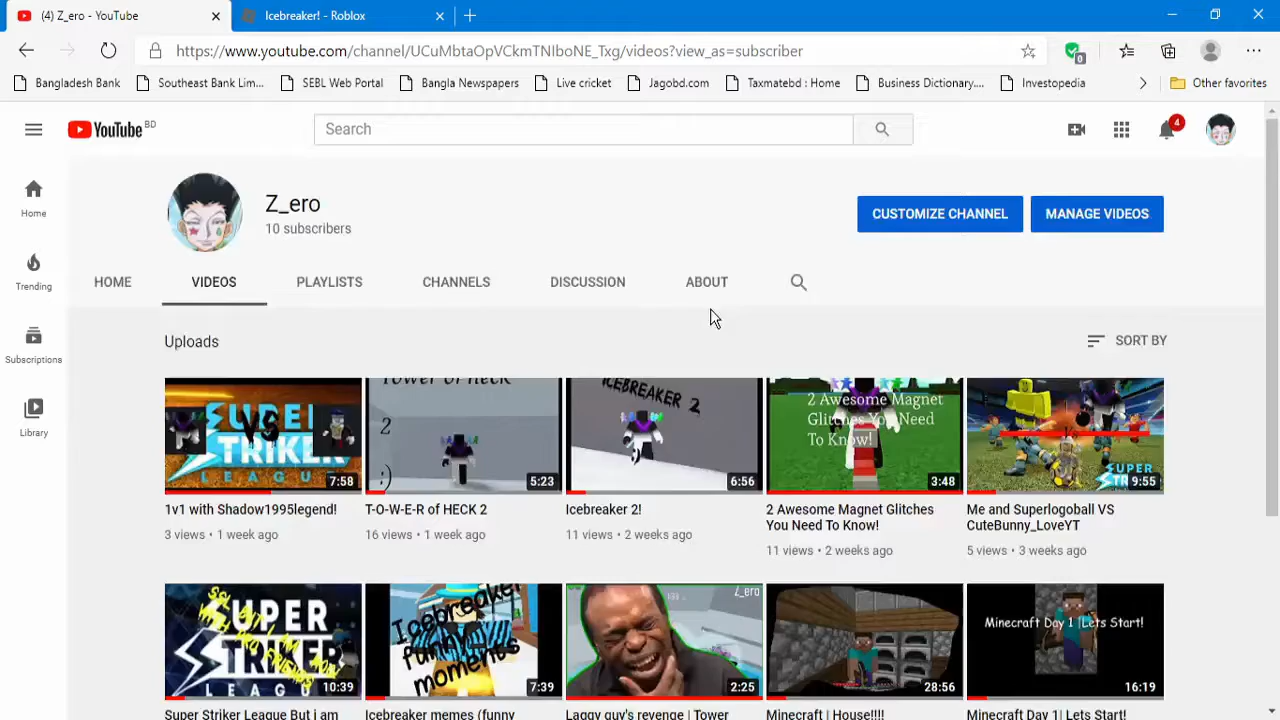 (4) Z_ero - YouTube
Icebreaker! - Roblox
https://www.youtube.com/channel/UCuMbtaOpVCkmTNIboNE_Txg/videos?view_as=subscriber
0
Bangladesh Bank
Southeast Bank Lim...
SEBL Web Portal
Bangla Newspapers
Live cricket
Jagobd.com
Taxmatebd : Home
Business Dictionary....
Investopedia
Other favorites
YouTube BD
Search
4
Home
Trending
Subscriptions
Library
Z_ero
10 subscribers
CUSTOMIZE CHANNEL
MANAGE VIDEOS
HOME
VIDEOS
PLAYLISTS
CHANNELS
DISCUSSION
ABOUT
Uploads
SORT BY
SUPER
VS
STRIKER
LEAGUE
7:58
1v1 with Shadow1995legend!
3 views • 1 week ago
Tower of HECK
2
:)
5:23
T-O-W-E-R of HECK 2
16 views • 1 week ago
ICEBREAKER 2
6:56
Icebreaker 2!
11 views • 2 weeks ago
2 Awesome Magnet
Glitches You Need
To Know!
3:48
2 Awesome Magnet Glitches
You Need To Know!
11 views • 2 weeks ago
SUPER
9:55
Me and Superlogoball VS
CuteBunny_LoveYT
5 views • 3 weeks ago
SUPER
STRIKER
LEAGUE
10:39
Super Striker League But i am
Icebreaker
funny
moments
7:39
Icebreaker memes (funny
Z_ero
2:25
Laggy guy's revenge | Tower
28:56
Minecraft | House!!!!
Minecraft Day 1 |Lets Start!
16:19
Minecraft Day 1| Lets Start!